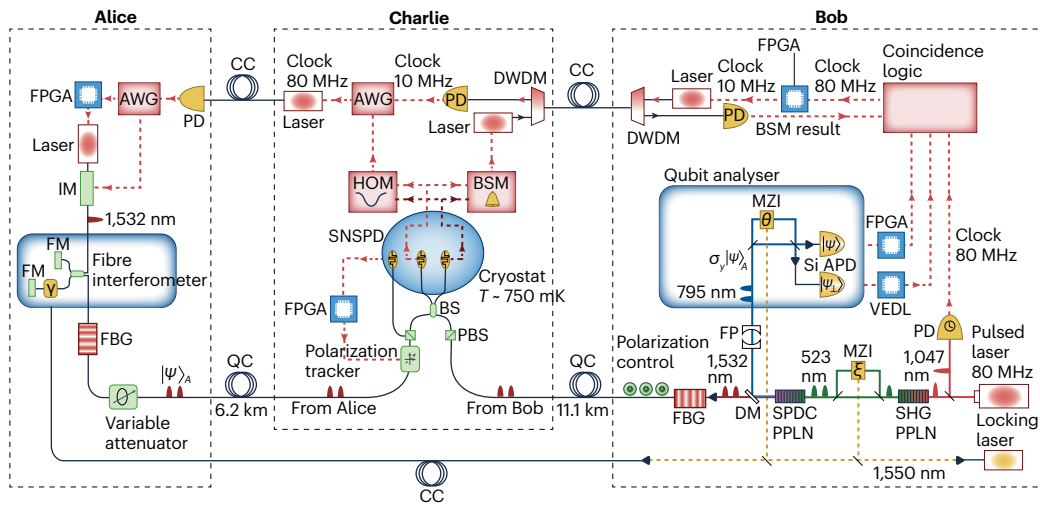 Alice
Charlie
Bob
FPGA
AWG
PD
CC
Laser
IM
1,532 nm
FM
FM
γ
Fibre
interferometer
FBG
|ψ⟩A
Variable
attenuator
QC
6.2 km
Clock
80 MHz
Laser
AWG
Clock
10 MHz
PD
Laser
DWDM
CC
HOM
BSM
SNSPD
Cryostat
T ~ 750 mK
FPGA
BS
PBS
Polarization
tracker
From Alice
From Bob
QC
11.1 km
CC
DWDM
Laser
Clock
10 MHz
FPGA
Clock
80 MHz
PD
BSM result
Coincidence
logic
Qubit analyser
MZI
θ
|ψ⟩
Si APD
|ψ⊥⟩
σy|ψ⟩A
795 nm
FPGA
VEDL
Clock
80 MHz
FP
PD
Pulsed
laser
80 MHz
Polarization
control
1,532
nm
FBG
DM
523
nm
SPDC
PPLN
MZI
ξ
1,047
nm
SHG
PPLN
Locking
laser
1,550 nm